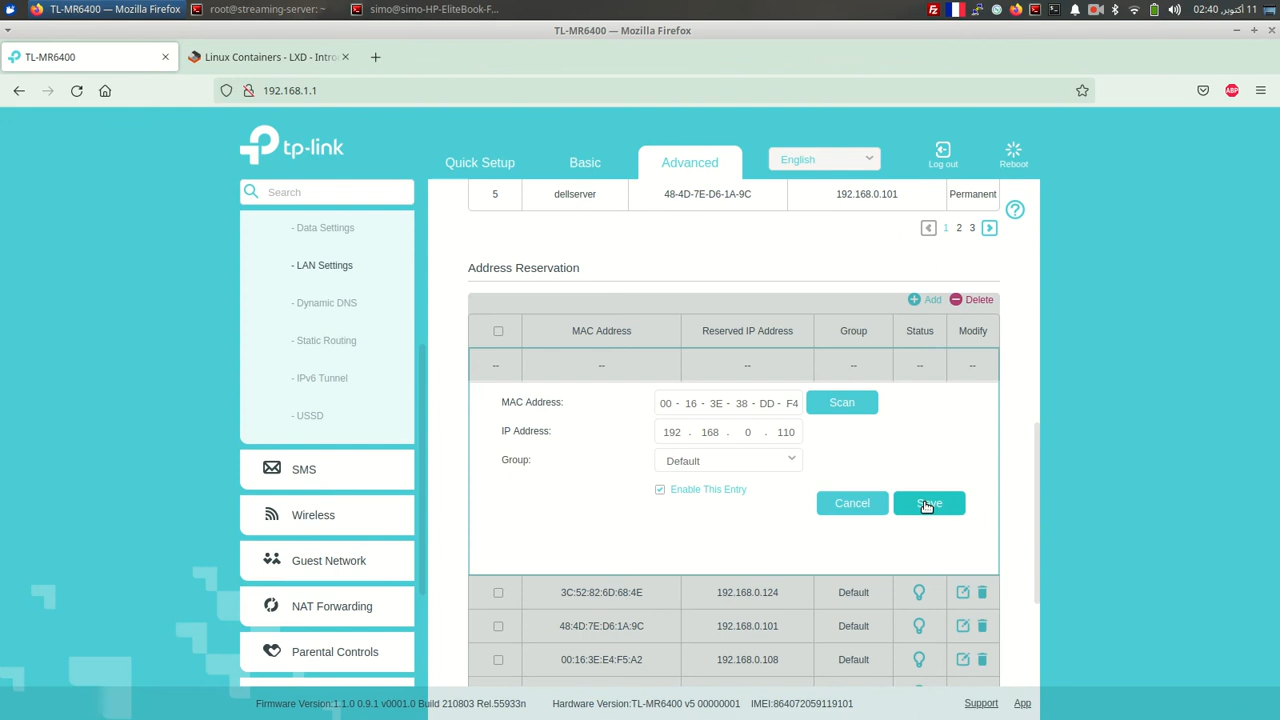 TL-MR6400 — Mozilla Firefox
root@streaming-server: ~
simo@simo-HP-EliteBook-F...
11 أكتوبر, 02:40
TL-MR6400 — Mozilla Firefox
TL-MR6400
Linux Containers - LXD - Intro
192.168.1.1
ABP
tp-link
Quick Setup
Basic
Advanced
English
Log out
Reboot
Search
- Data Settings
- LAN Settings
- Dynamic DNS
- Static Routing
- IPv6 Tunnel
- USSD
SMS
Wireless
Guest Network
NAT Forwarding
Parental Controls
5 dellserver 48-4D-7E-D6-1A-9C 192.168.0.101 Permanent
1 2 3
Address Reservation
Add Delete
MAC Address Reserved IP Address Group Status Modify
-- -- -- -- -- --
MAC Address: 00 - 16 - 3E - 38 - DD - F4 Scan
IP Address: 192 . 168 . 0 . 110
Group: Default
Enable This Entry
Cancel Save
3C:52:82:6D:68:4E 192.168.0.124 Default
48:4D:7E:D6:1A:9C 192.168.0.101 Default
00:16:3E:E4:F5:A2 192.168.0.108 Default
Firmware Version:1.1.0 0.9.1 v0001.0 Build 210803 Rel.55933n Hardware Version:TL-MR6400 v5 00000001 IMEI:864072059119101 Support App